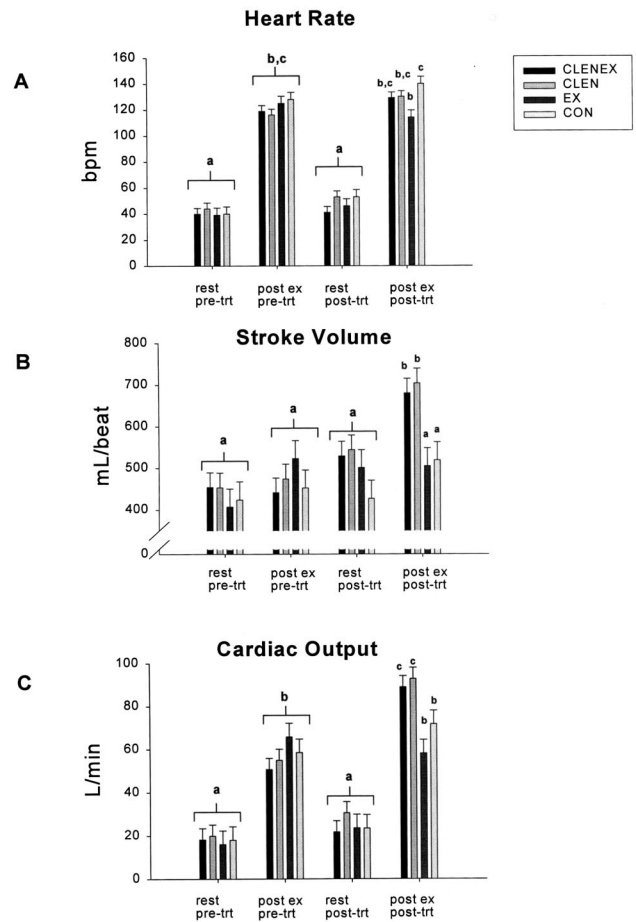 Heart Rate
A
bpm
160
140
120
100
80
60
40
20
0
a
b,c
a
b,c
b,c
b
c
rest
pre-trt
post ex
pre-trt
rest
post-trt
post ex
post-trt
CLENEX
CLEN
EX
CON
Stroke Volume
B
mL/beat
800
700
600
500
400
0
a
a
a
b
b
a
a
rest
pre-trt
post ex
pre-trt
rest
post-trt
post ex
post-trt
Cardiac Output
C
L/min
100
80
60
40
20
0
a
b
a
c
c
b
b
rest
pre-trt
post ex
pre-trt
rest
post-trt
post ex
post-trt